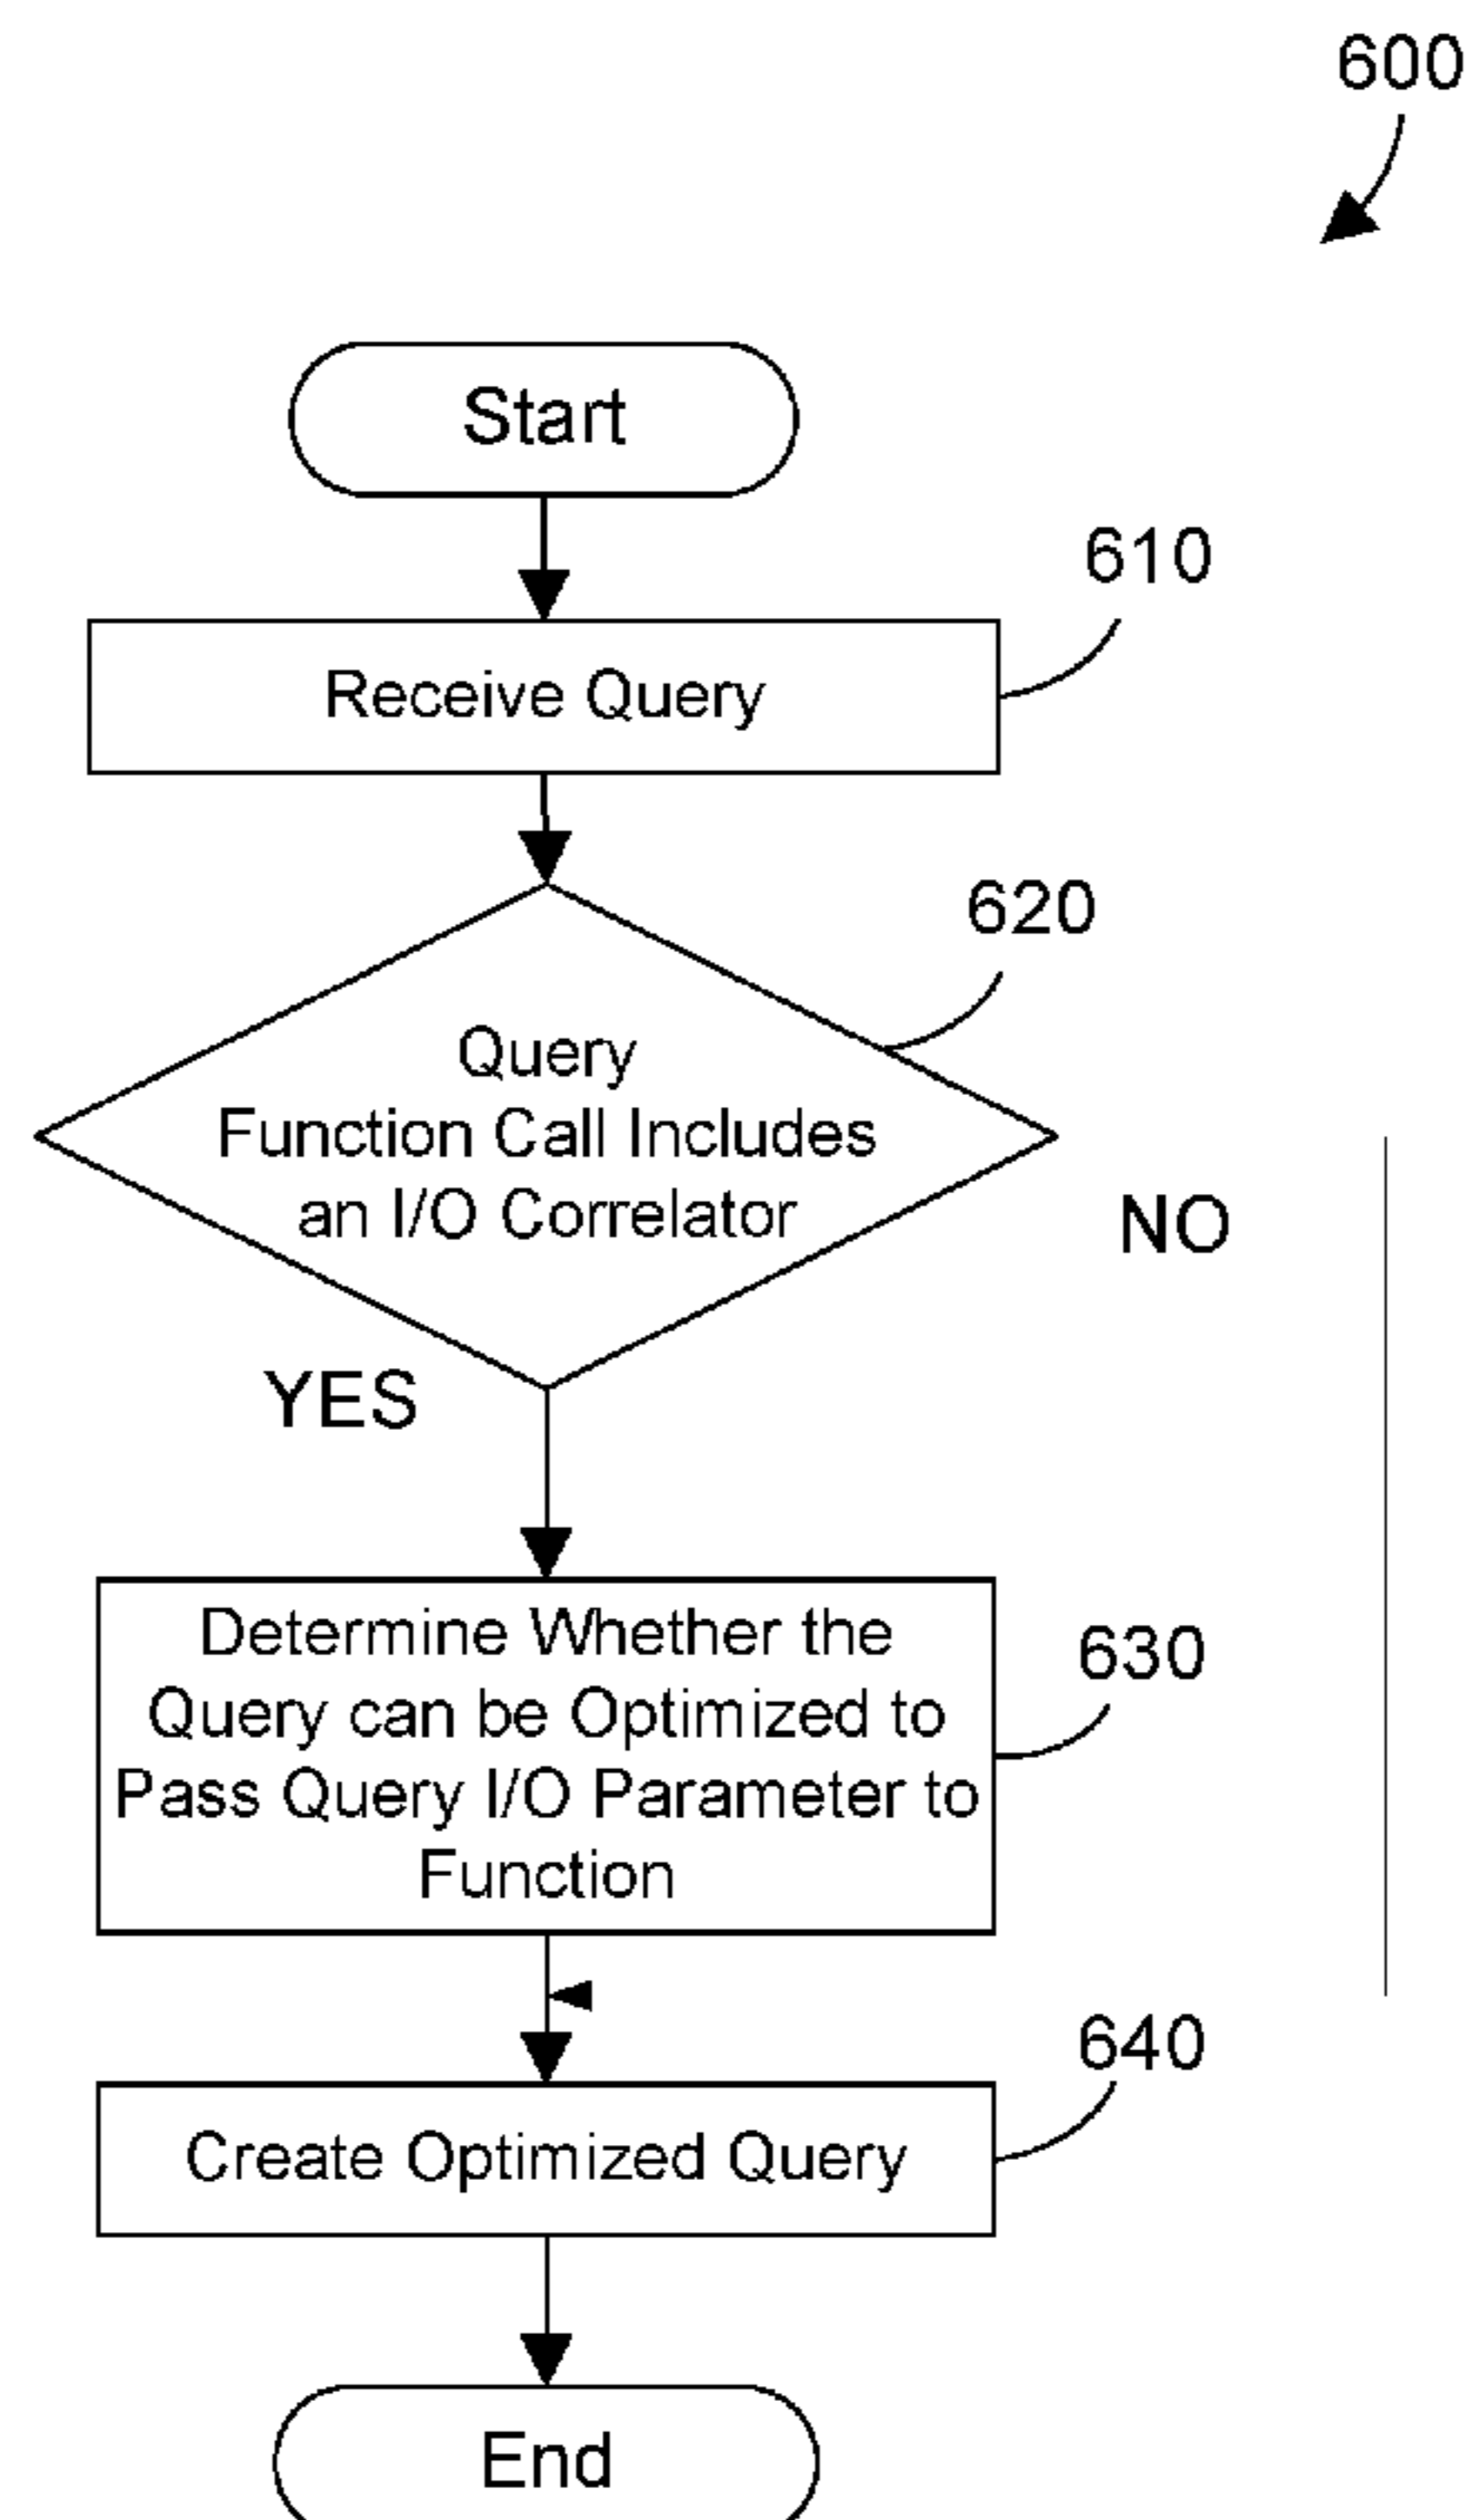 600
Start
610
Receive Query
620
Query
Function Call Includes
an I/O Correlator
NO
YES
Determine Whether the
Query can be Optimized to
Pass Query I/O Parameter to
Function
630
640
Create Optimized Query
End